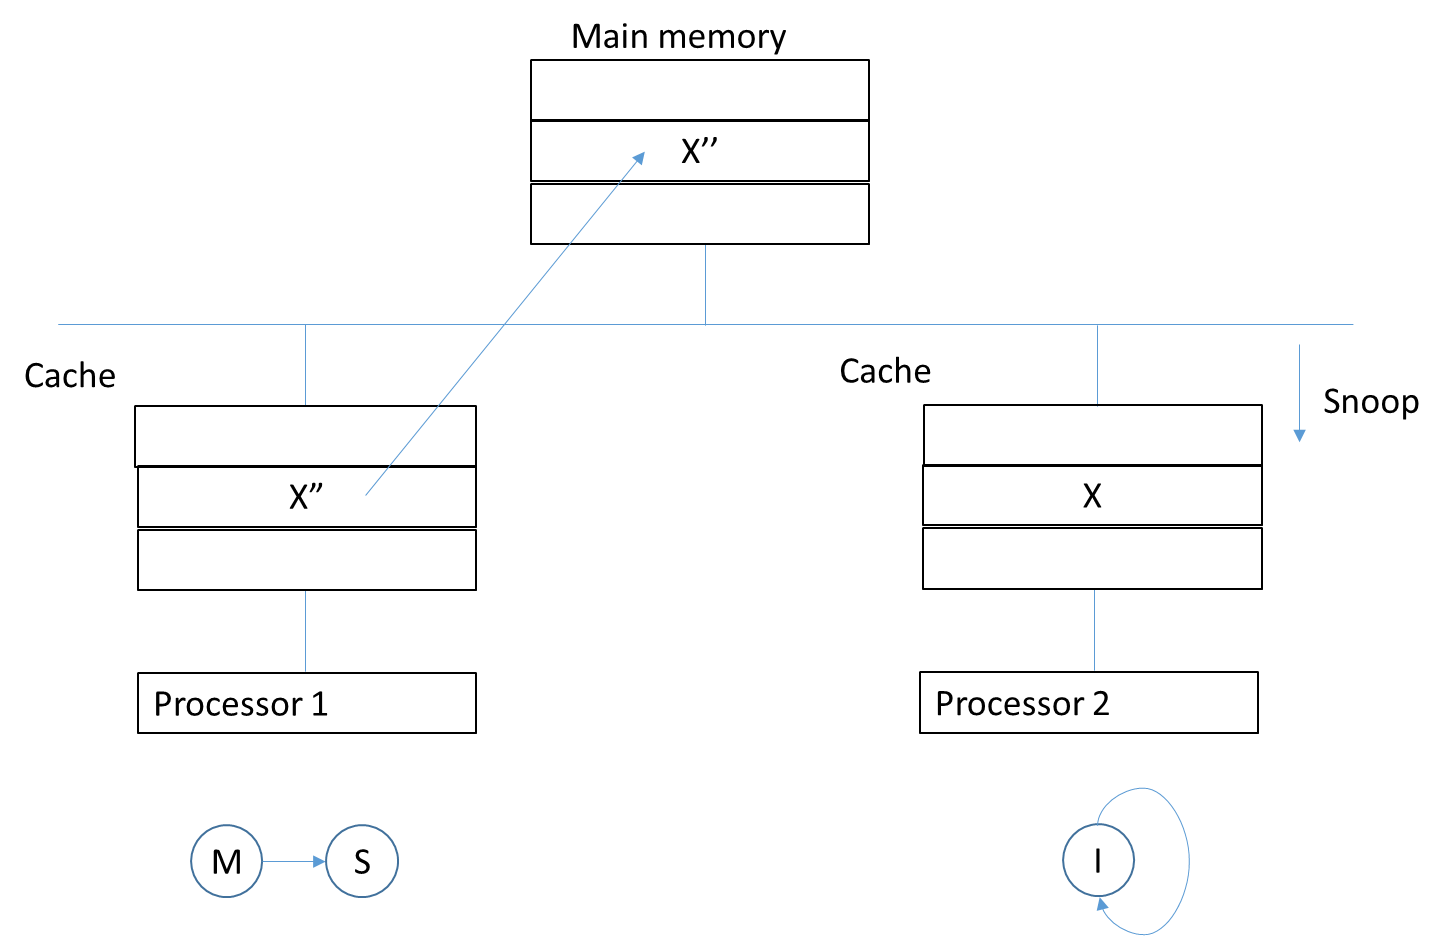 Main memory
X’’
Cache
Cache
Snoop
X”
X
Processor 1
Processor 2
M
S
I